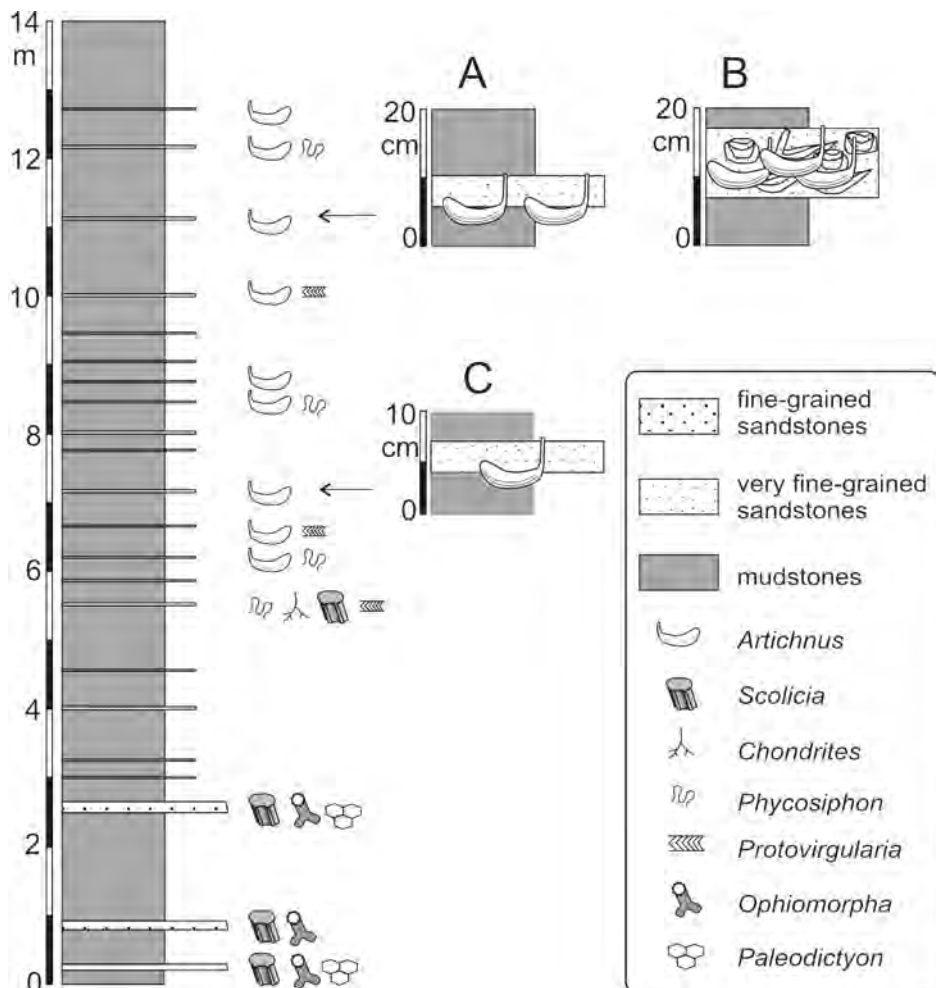 14
m
12
10
8
6
4
2
0
A
20
cm
0
B
20
cm
0
C
10
cm
0
fine-grained
sandstones
very fine-grained
sandstones
mudstones
Artichnus
Scolicia
Chondrites
Phycosiphon
Protovirgularia
Ophiomorpha
Paleodictyon